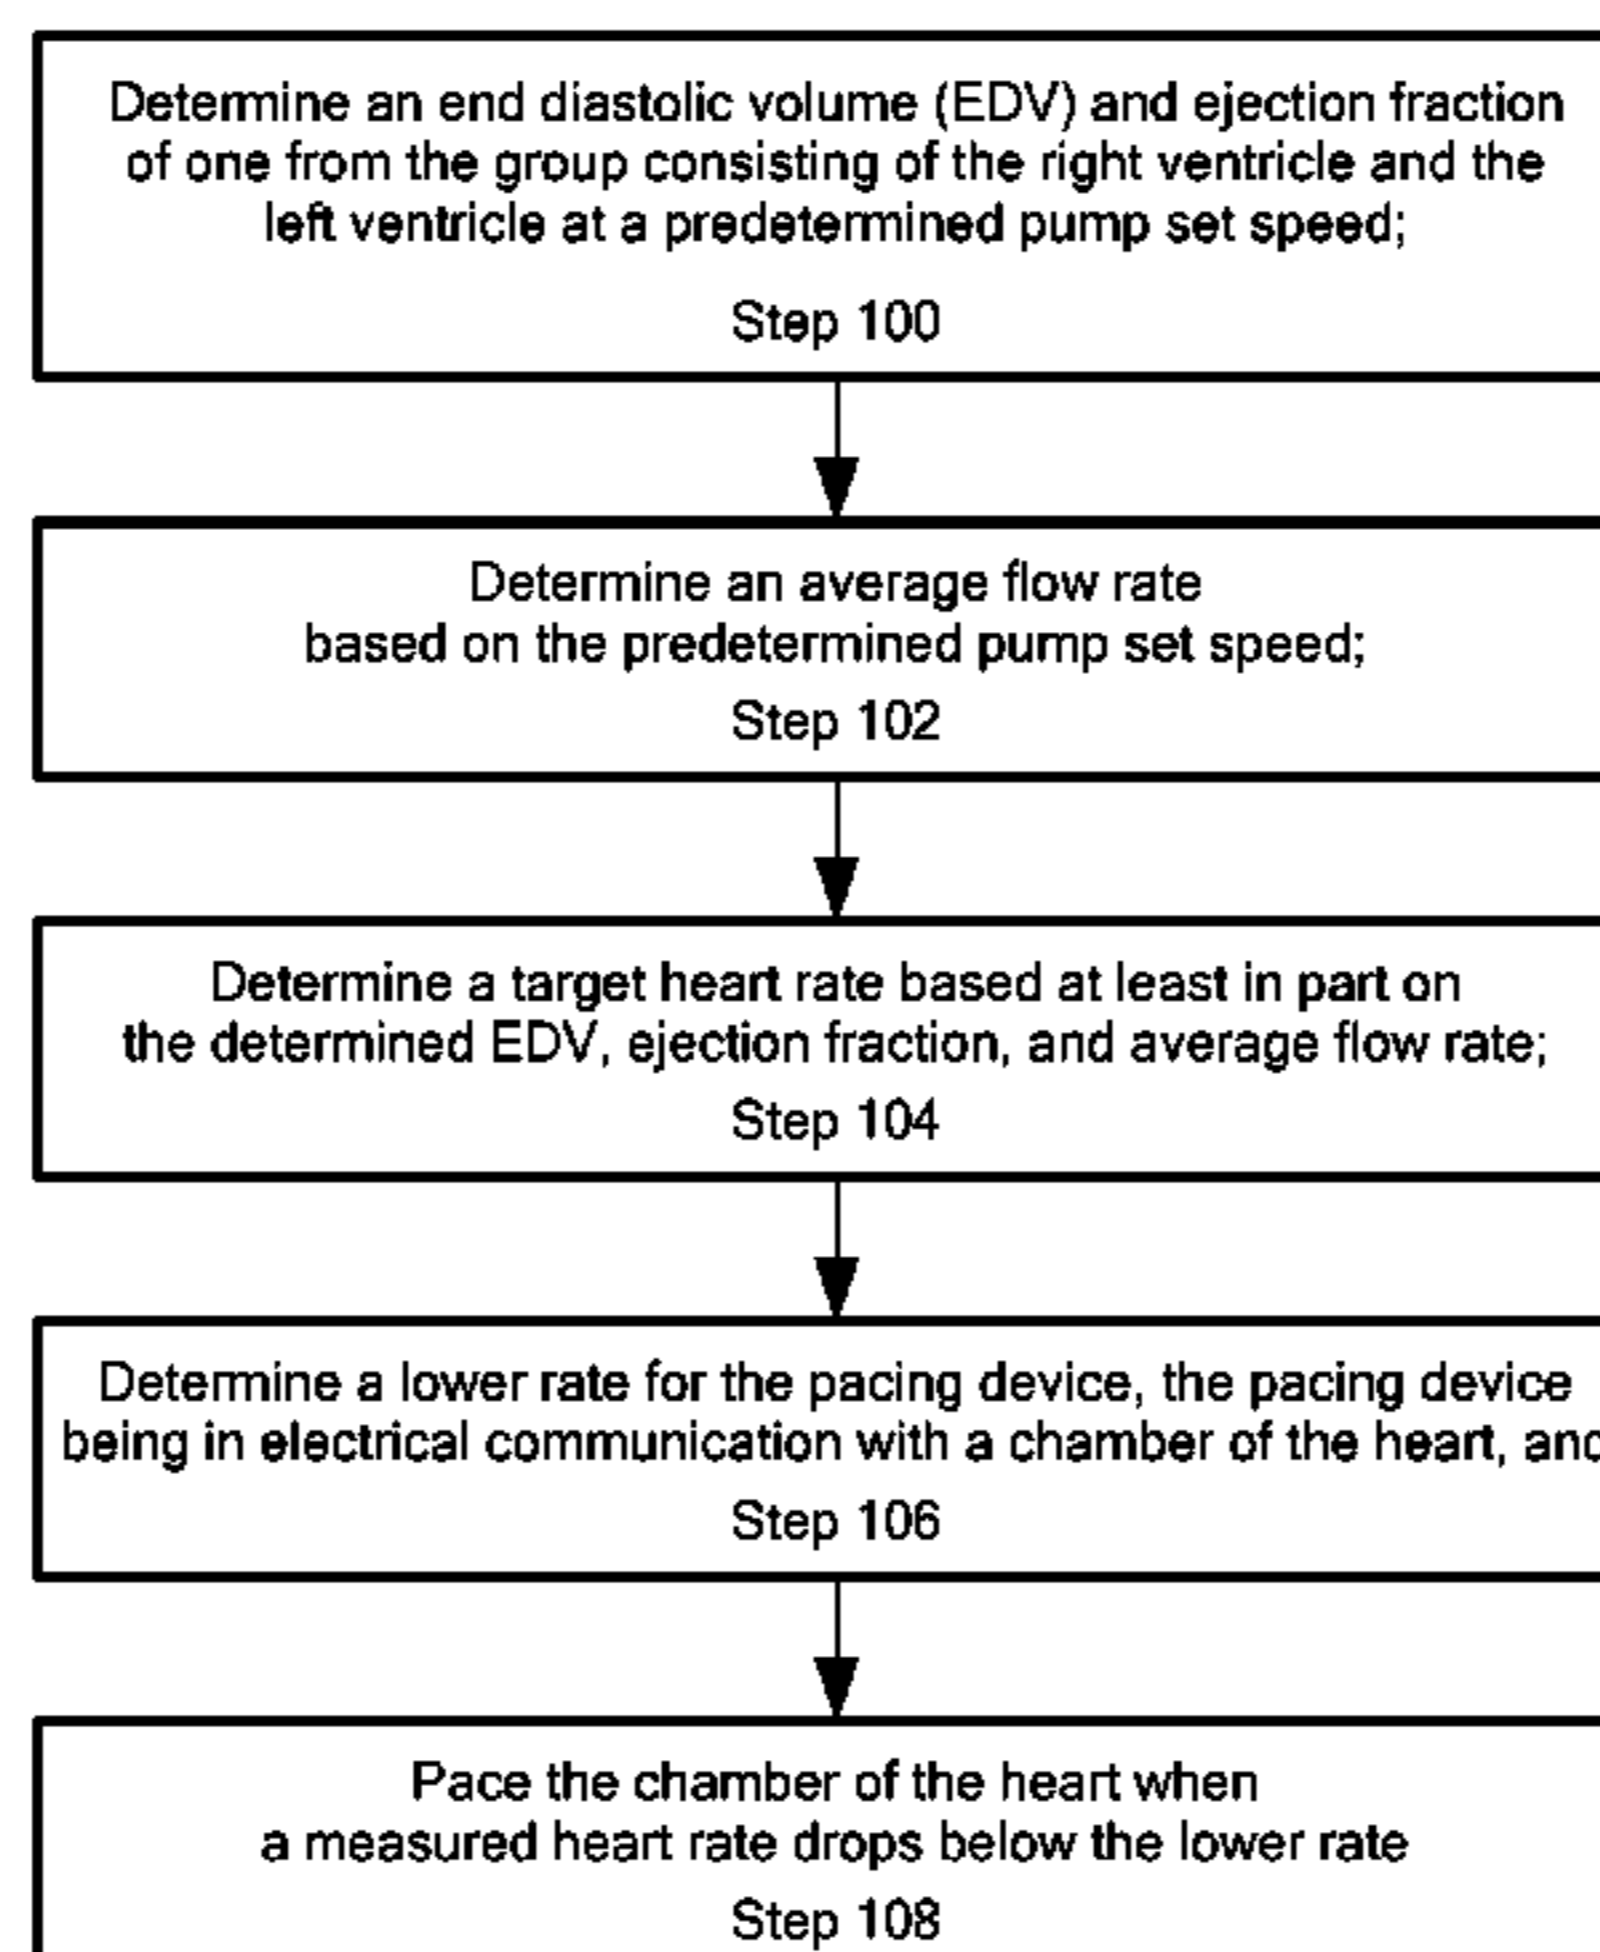 Determine an end diastolic volume (EDV) and ejection fraction
of one from the group consisting of the right ventricle and the
left ventricle at a predetermined pump set speed;
Step 100
Determine an average flow rate
based on the predetermined pump set speed;
Step 102
Determine a target heart rate based at least in part on
the determined EDV, ejection fraction, and average flow rate;
Step 104
Determine a lower rate for the pacing device, the pacing device
being in electrical communication with a chamber of the heart, and
Step 106
Pace the chamber of the heart when
a measured heart rate drops below the lower rate
Step 108